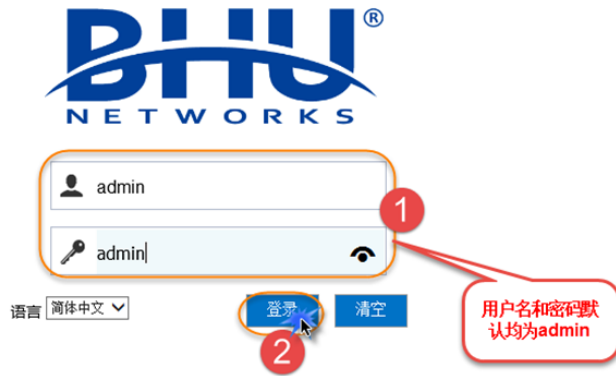 BHU®
NETWORKS
admin
1
admin
用户名和密码默
认均为admin
语言 简体中文 登录 清空
2